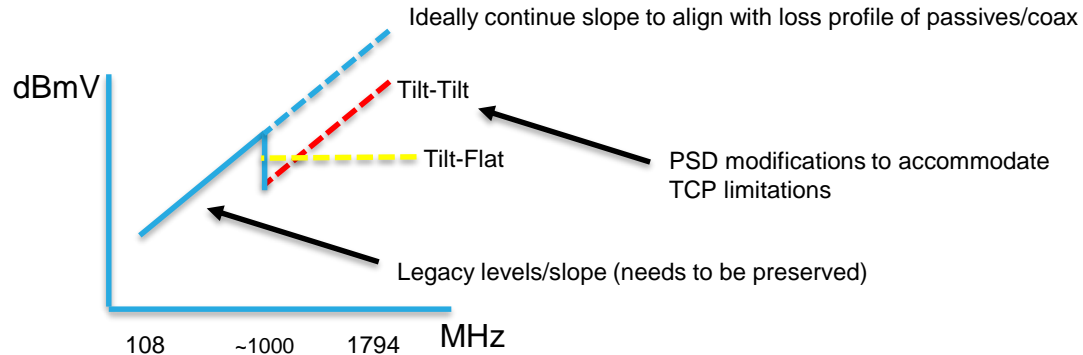 Ideally continue slope to align with loss profile of passives/coax
dBmV
Tilt-Tilt
Tilt-Flat
PSD modifications to accommodate
TCP limitations
Legacy levels/slope (needs to be preserved)
108
~1000
1794
MHz